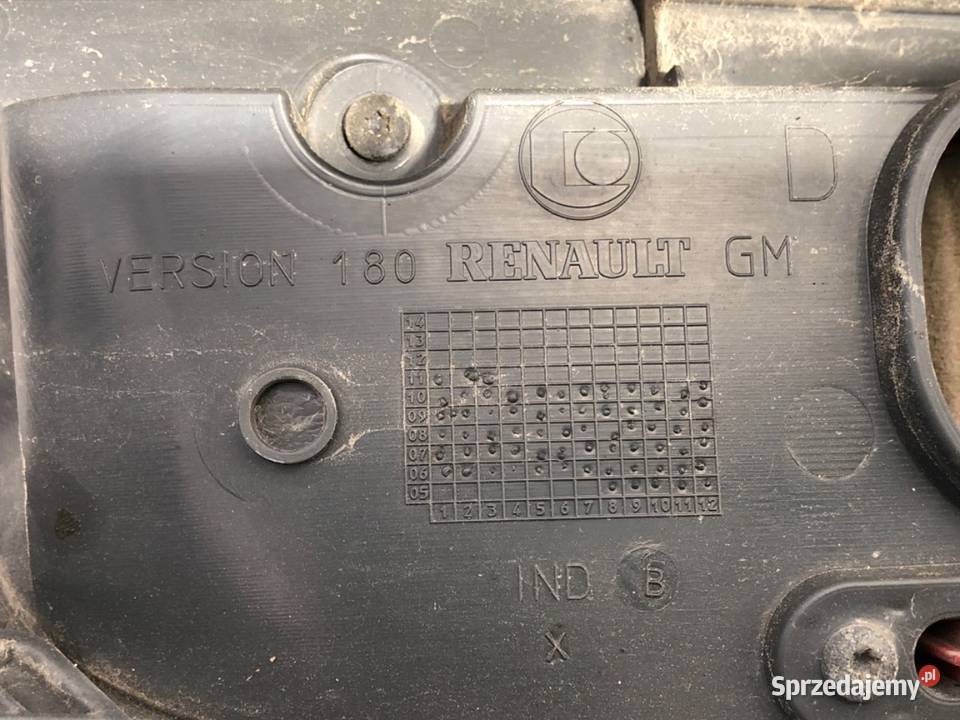 D
VERSION 180 RENAULT GM
14
13
12
11
10
09
08
07
06
05
1 2 3 4 5 6 7 8 9 10 11 12
IND B
X
Sprzedajemy.pl